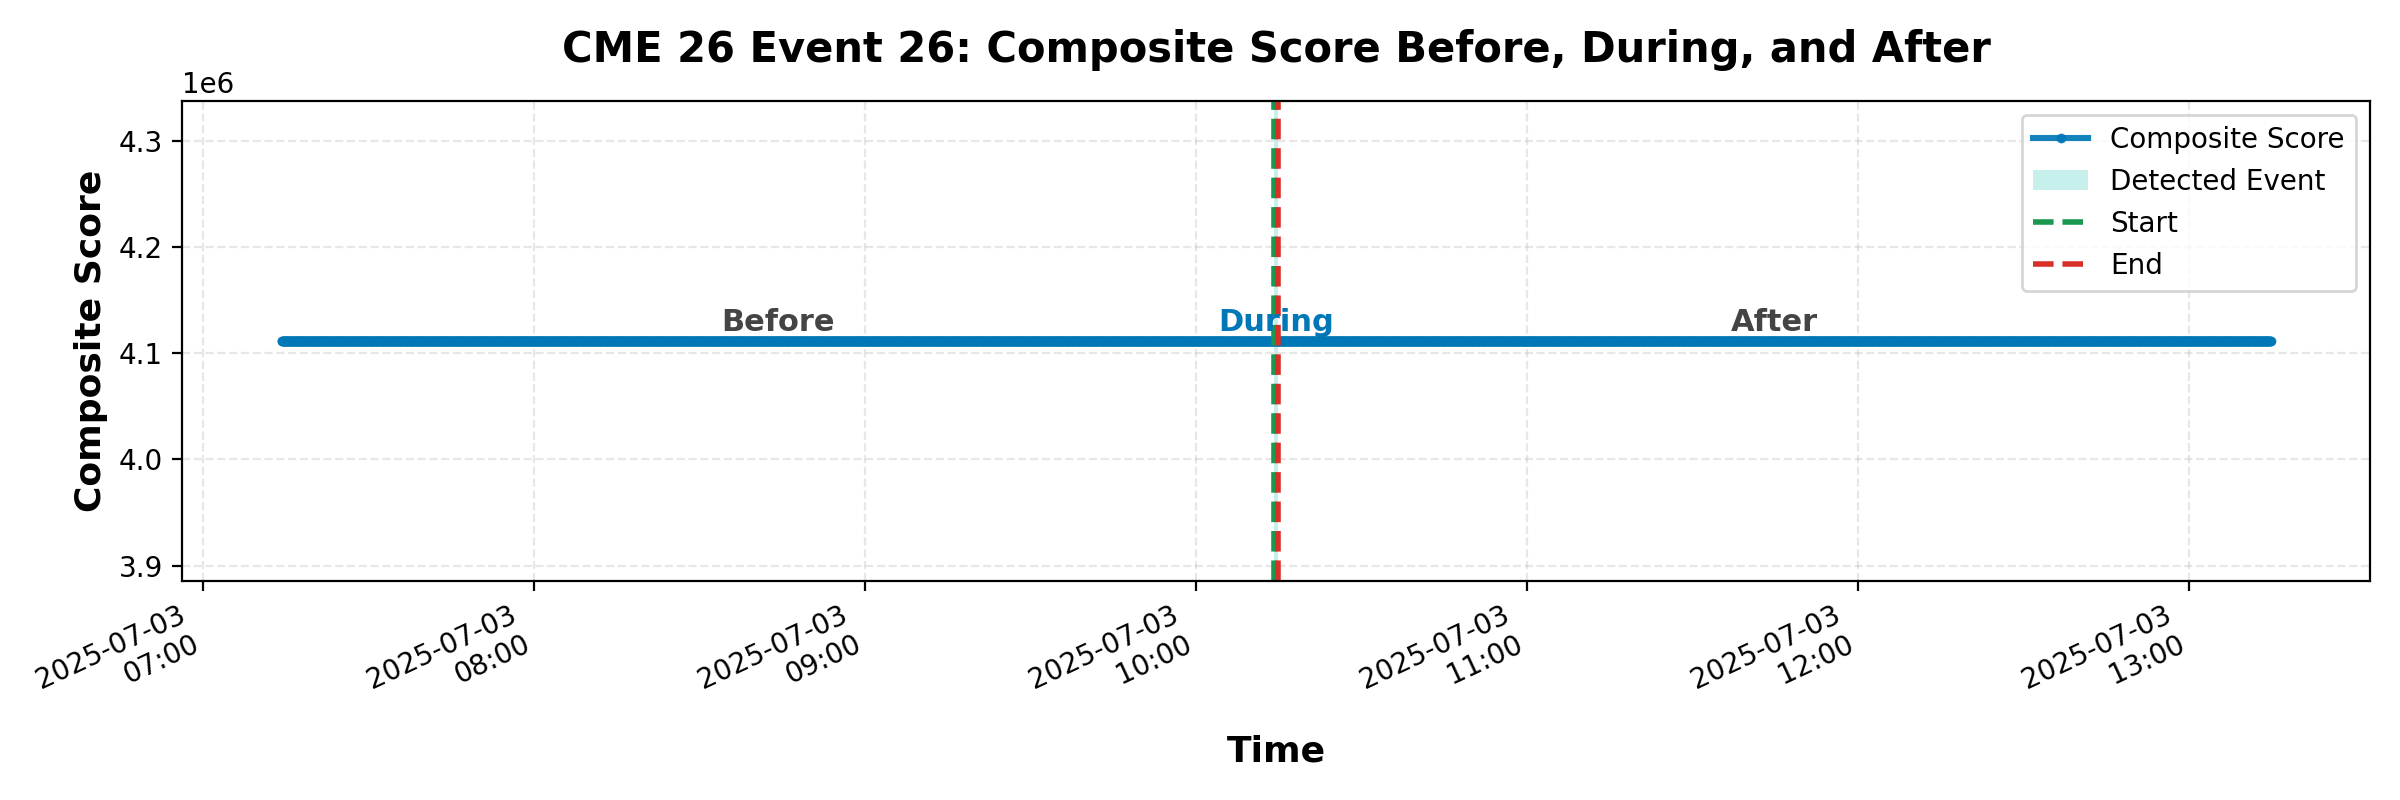 CME 26 Event 26: Composite Score Before, During, and After
1e6
Composite Score
4.3
4.2
4.1
4.0
3.9
Before
During
After
Composite Score
Detected Event
Start
End
2025-07-03
07:00
2025-07-03
08:00
2025-07-03
09:00
2025-07-03
10:00
2025-07-03
11:00
2025-07-03
12:00
2025-07-03
13:00
Time